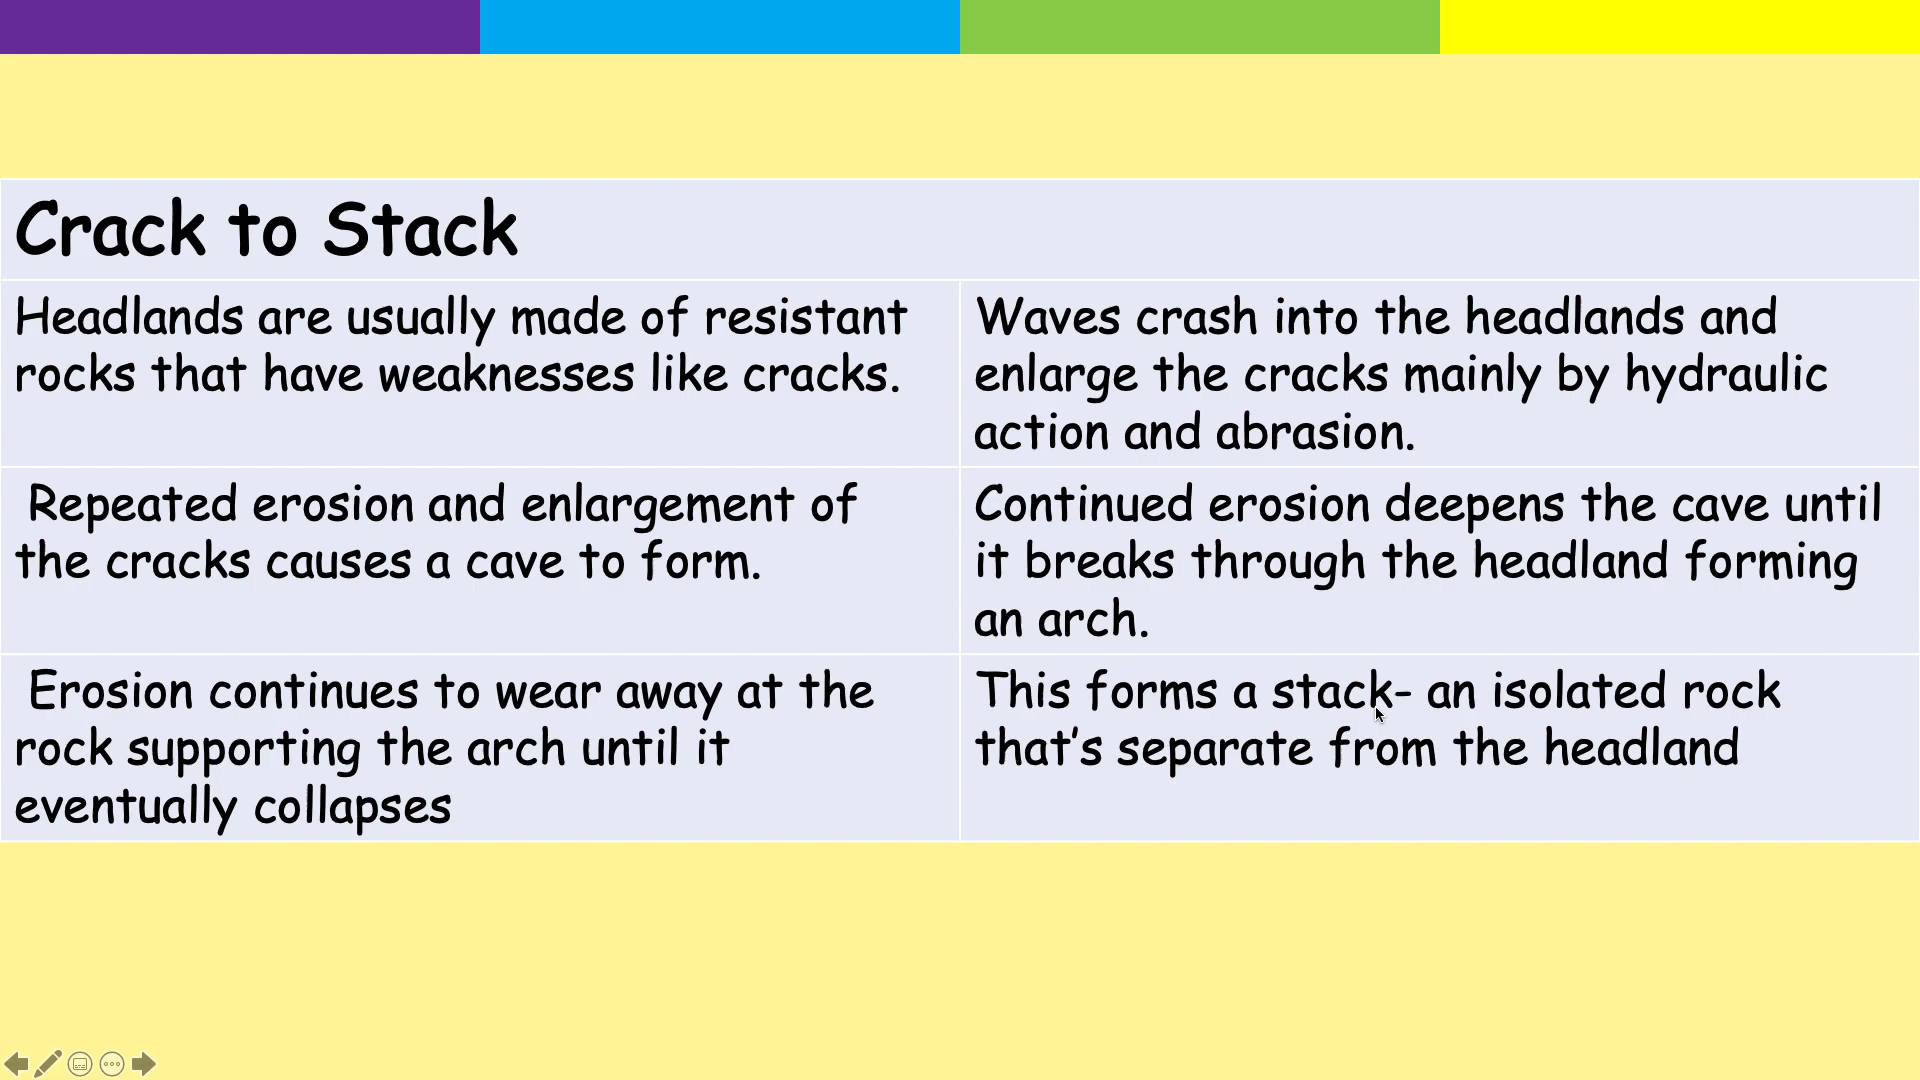 Crack to Stack
Headlands are usually made of resistant
rocks that have weaknesses like cracks.
Waves crash into the headlands and
enlarge the cracks mainly by hydraulic
action and abrasion.
Repeated erosion and enlargement of
the cracks causes a cave to form.
Continued erosion deepens the cave until
it breaks through the headland forming
an arch.
Erosion continues to wear away at the
rock supporting the arch until it
eventually collapses
This forms a stack- an isolated rock
that's separate from the headland